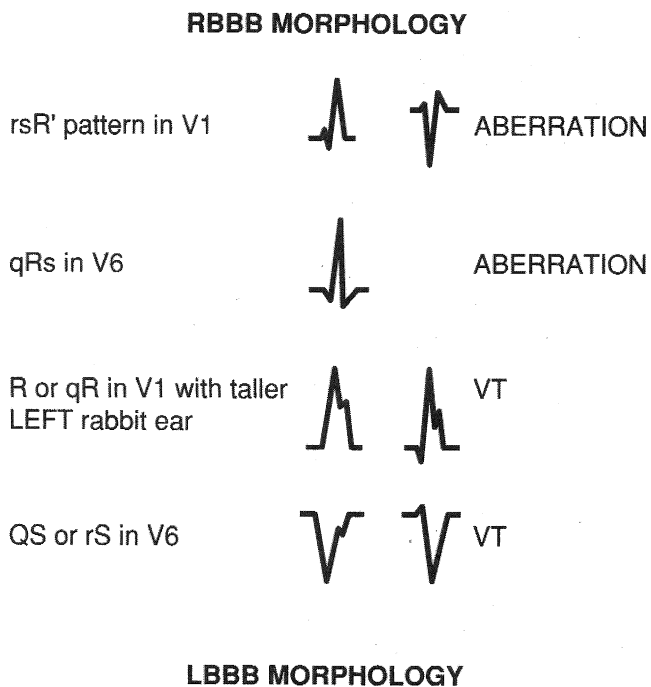 RBBB MORPHOLOGY
rsR' pattern in V1
ABERRATION
qRs in V6
ABERRATION
R or qR in V1 with taller
LEFT rabbit ear
VT
QS or rS in V6
VT
LBBB MORPHOLOGY